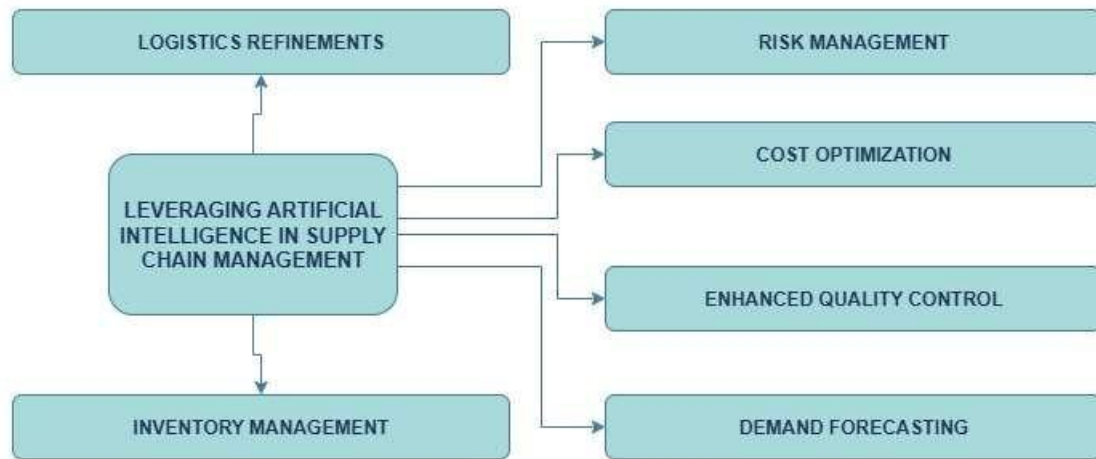 LOGISTICS REFINEMENTS
RISK MANAGEMENT
COST OPTIMIZATION
LEVERAGING ARTIFICIAL
INTELLIGENCE IN SUPPLY
CHAIN MANAGEMENT
ENHANCED QUALITY CONTROL
INVENTORY MANAGEMENT
DEMAND FORECASTING